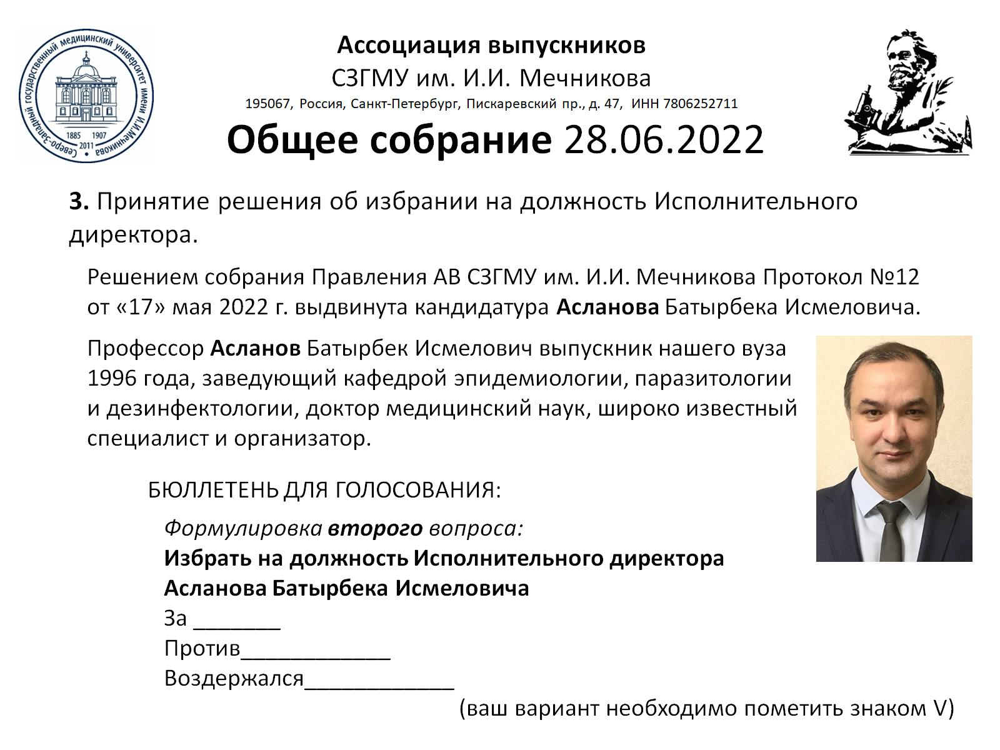 Северо-Западный государственный медицинский университет имени И.И.Мечникова
1885 1907
2011
Ассоциация выпускников
СЗГМУ им. И.И. Мечникова
195067, Россия, Санкт-Петербург, Пискаревский пр., д. 47, ИНН 7806252711
Общее собрание 28.06.2022
3. Принятие решения об избрании на должность Исполнительного
директора.
Решением собрания Правления АВ СЗГМУ им. И.И. Мечникова Протокол №12
от «17» мая 2022 г. выдвинута кандидатура Асланова Батырбека Исмеловича.
Профессор Асланов Батырбек Исмелович выпускник нашего вуза
1996 года, заведующий кафедрой эпидемиологии, паразитологии
и дезинфектологии, доктор медицинский наук, широко известный
специалист и организатор.
БЮЛЛЕТЕНЬ ДЛЯ ГОЛОСОВАНИЯ:
Формулировка второго вопроса:
Избрать на должность Исполнительного директора
Асланова Батырбека Исмеловича
За _______
Против____________
Воздержался____________
(ваш вариант необходимо пометить знаком V)